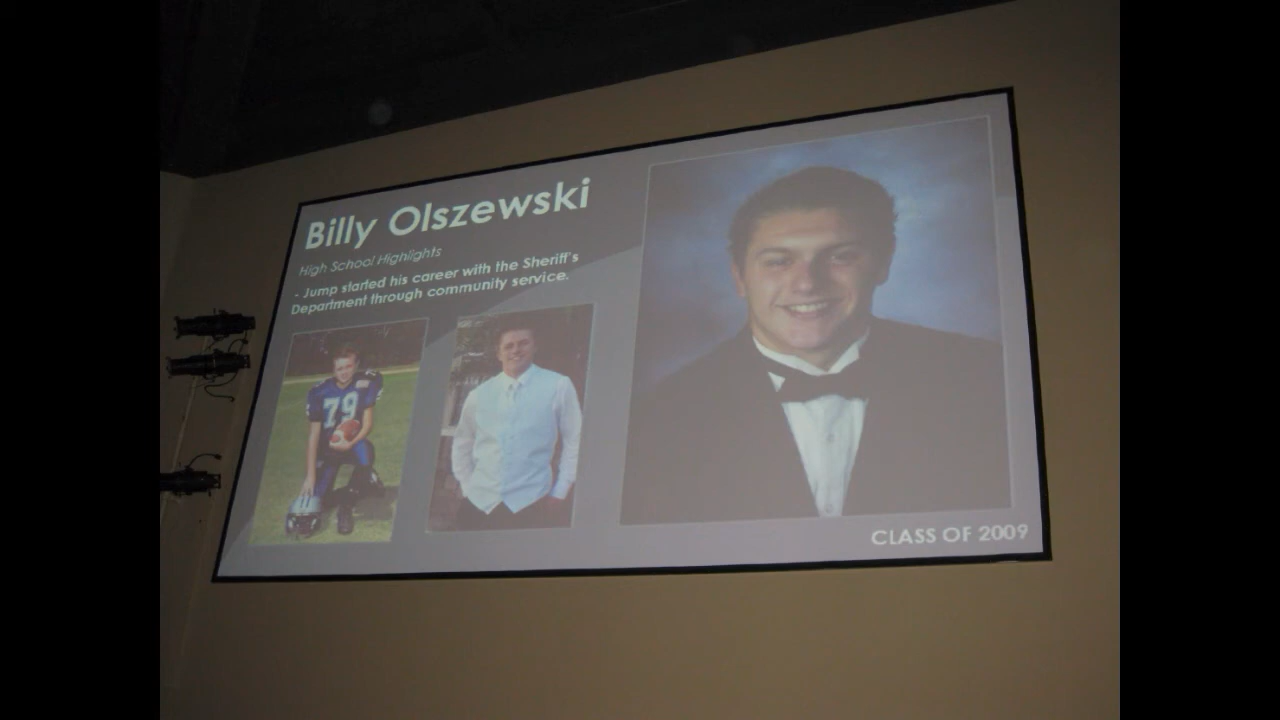 Billy Olszewski
High School Highlights
- Jump started his career with the Sheriff's
Department through community service.
79
CLASS OF 2009